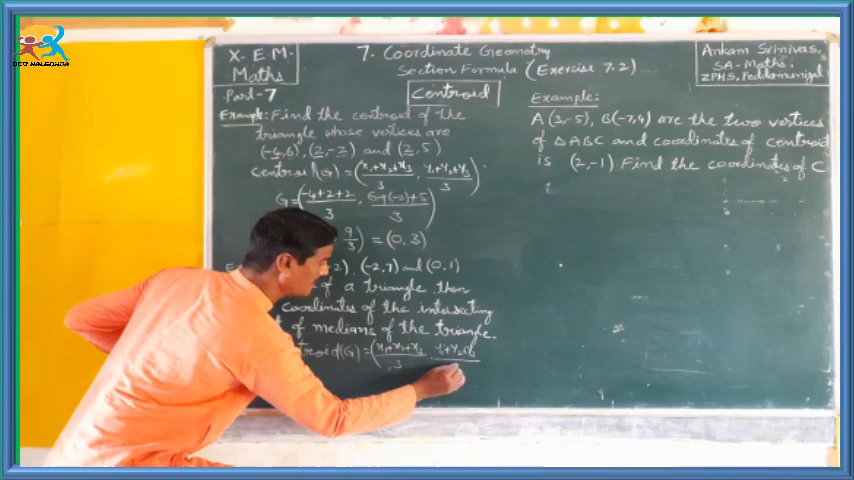 DCU NALGONDA
X- E.M-
Maths
Part-7
7. Coordinate Geometry
Section Formula (Exercise 7.2)
Centroid
Ankam Srinivas,
SA-Maths,
ZPHS, Peddamunigal
Example: Find the centroid of the
triangle whose vertices are
(-4,6), (2,-2) and (2,5)
Centroid(G) = (x₁+x₂+x₃/3, y₁+y₂+y₃/3)
G=(-4+2+2/3, 6+(-2)+5/3)
9/3) = (0,3)
2), (-2,7) and (0,1)
of a triangle, then
coordinates of the intersecting
of medians of the triangle.
troid(G) = (x₁+x₂+x₃/3, y₁+y₂+y₃
Example:
A (3,-5), B(-7,4) are the two vertices
of △ABC and coordinates of centroid
is (2,-1) Find the coordinates of C